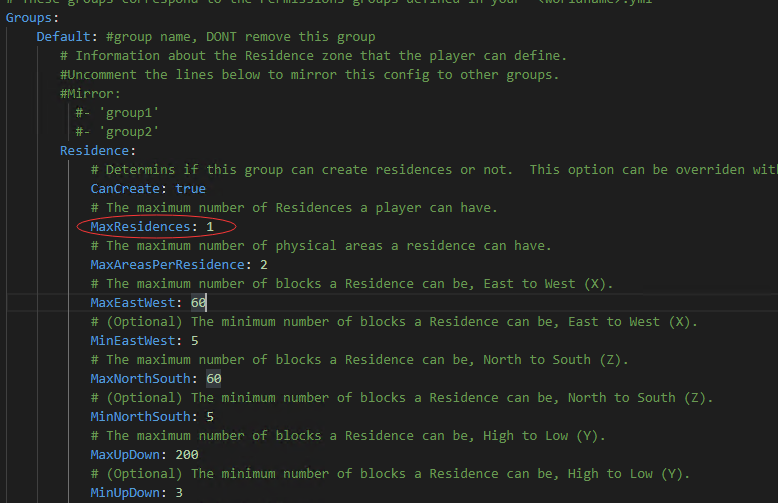 # These groups correspond to the Permissions groups defined in your "<worldname>.yml"
Groups:
Default: #group name, DONT remove this group
# Information about the Residence zone that the player can define.
#Uncomment the lines below to mirror this config to other groups.
#Mirror:
#- 'group1'
#- 'group2'
Residence:
# Determins if this group can create residences or not.  This option can be overriden wit
CanCreate: true
# The maximum number of Residences a player can have.
MaxResidences: 1
# The maximum number of physical areas a residence can have.
MaxAreasPerResidence: 2
# The maximum number of blocks a Residence can be, East to West (X).
MaxEastWest: 60
# (Optional) The minimum number of blocks a Residence can be, East to West (X).
MinEastWest: 5
# The maximum number of blocks a Residence can be, North to South (Z).
MaxNorthSouth: 60
# (Optional) The minimum number of blocks a Residence can be, North to South (Z).
MinNorthSouth: 5
# The maximum number of blocks a Residence can be, High to Low (Y).
MaxUpDown: 200
# (Optional) The minimum number of blocks a Residence can be, High to Low (Y).
MinUpDown: 3